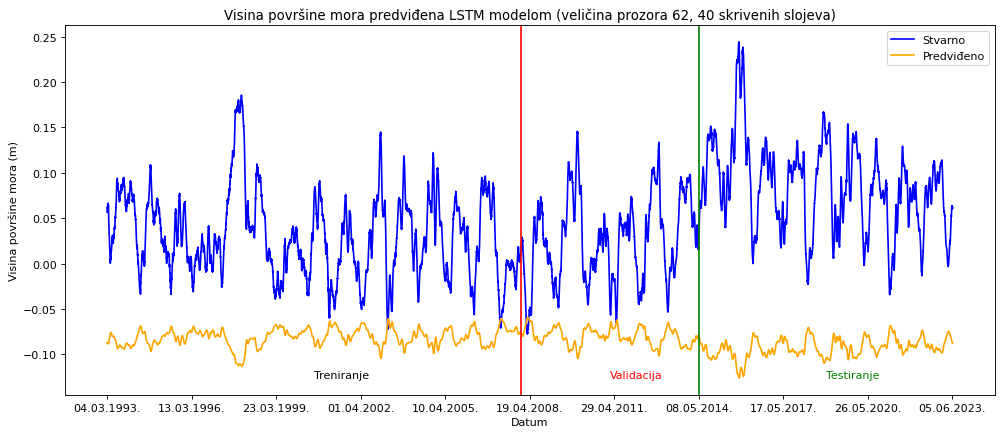 Visina površine mora predviđena LSTM modelom (veličina prozora 62, 40 skrivenih slojeva)
Stvarno
Predviđeno
Visina površine mora (m)
0.25
0.20
0.15
0.10
0.05
0.00
−0.05
−0.10
Treniranje
Validacija
Testiranje
04.03.1993.
13.03.1996.
23.03.1999.
01.04.2002.
10.04.2005.
19.04.2008.
29.04.2011.
08.05.2014.
17.05.2017.
26.05.2020.
05.06.2023.
Datum